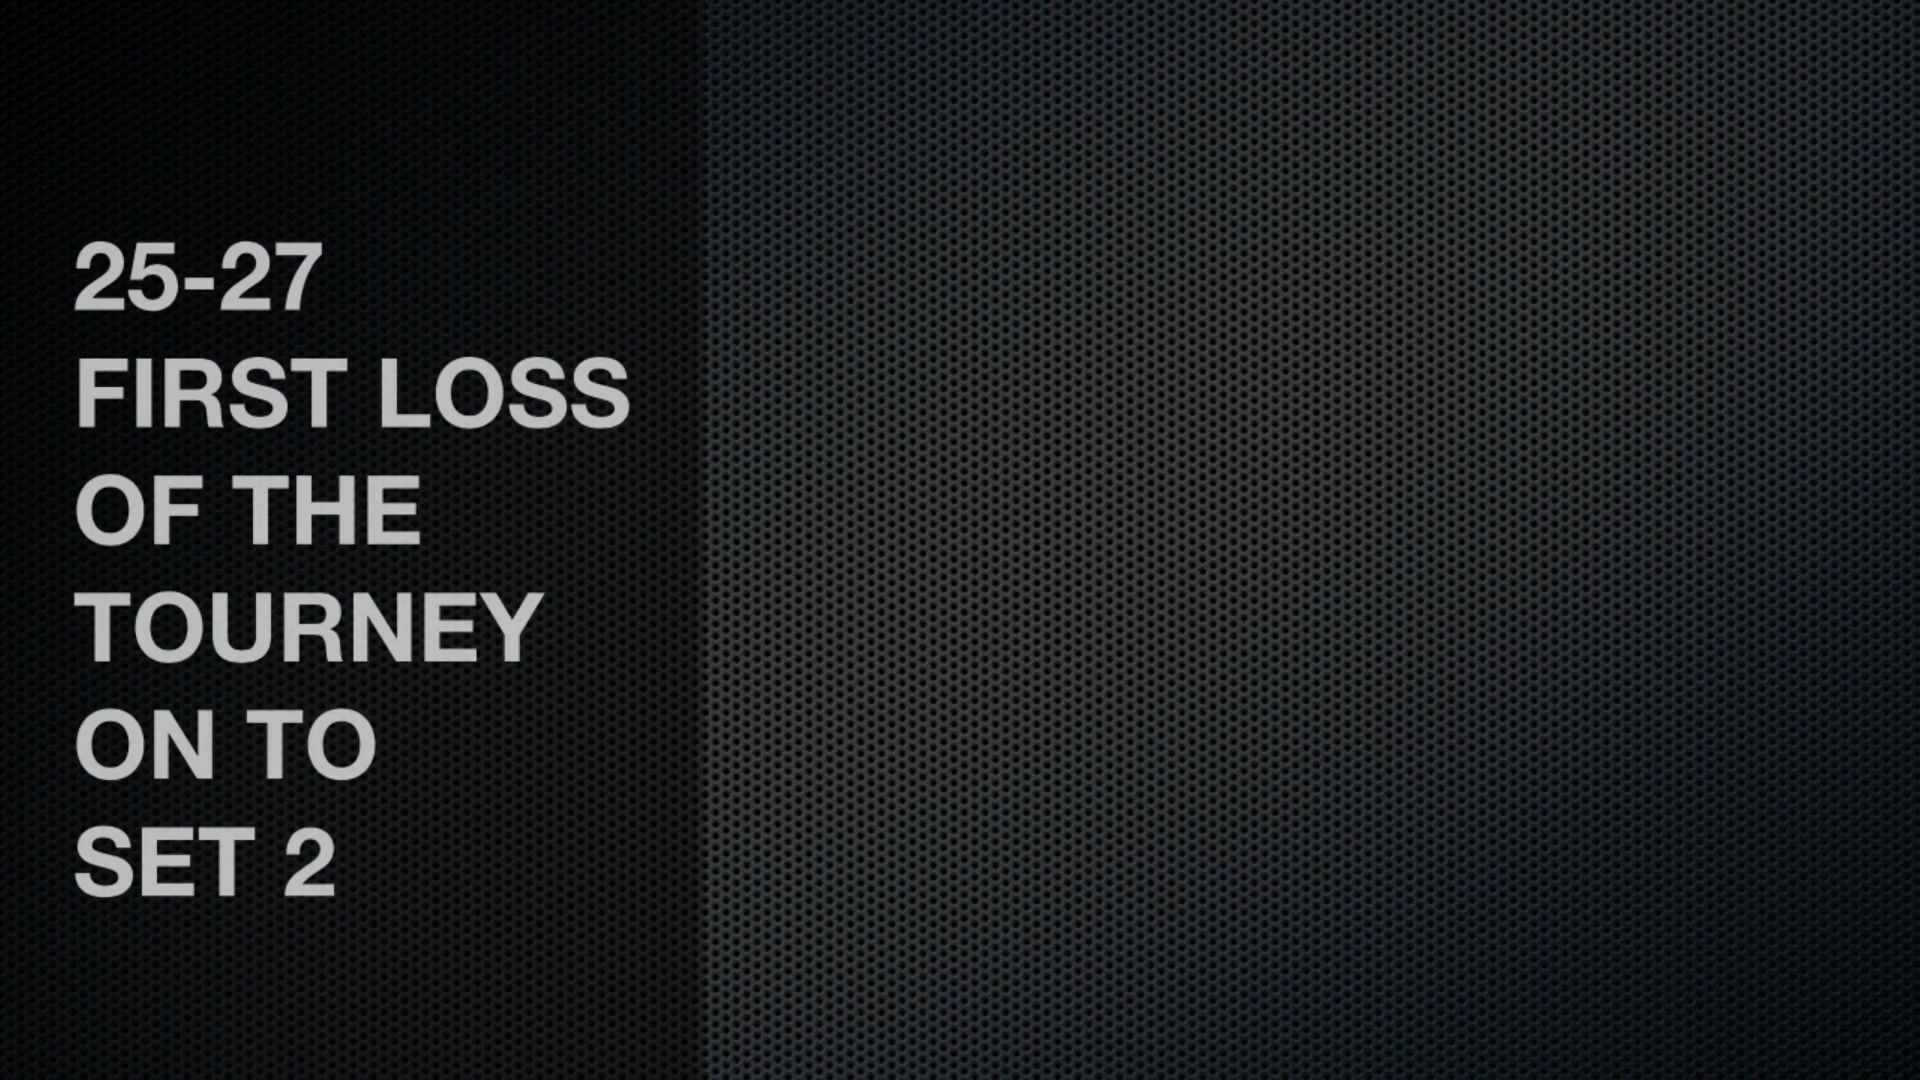 25-27
FIRST LOSS
OF THE
TOURNEY
ON TO
SET 2